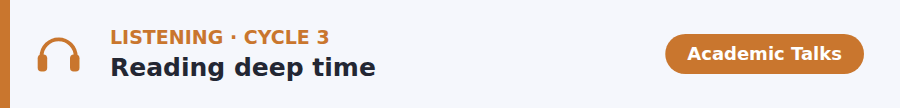 LISTENING · CYCLE 3
Reading deep time
Academic Talks